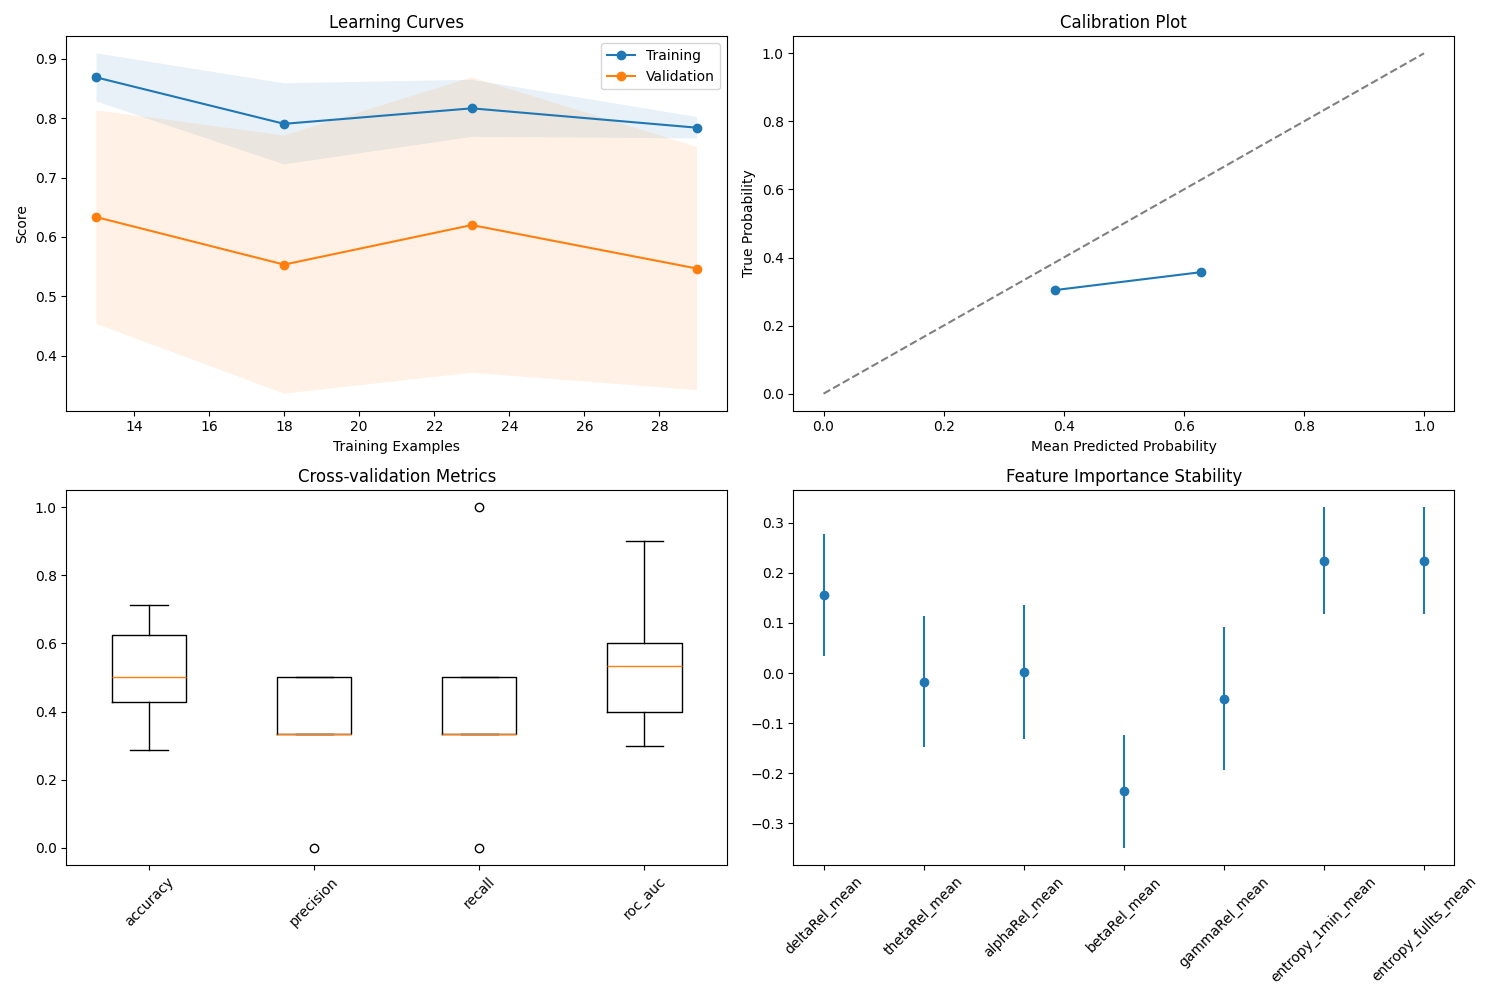 Learning Curves
Score
0.9
0.8
0.7
0.6
0.5
0.4
Training
Validation
14 16 18 20 22 24 26 28
Training Examples
Calibration Plot
True Probability
1.0
0.8
0.6
0.4
0.2
0.0
0.0 0.2 0.4 0.6 0.8 1.0
Mean Predicted Probability
Cross-validation Metrics
1.0
0.8
0.6
0.4
0.2
0.0
accuracy precision recall roc_auc
Feature Importance Stability
0.3
0.2
0.1
0.0
−0.1
−0.2
−0.3
deltaRel_mean thetaRel_mean alphaRel_mean betaRel_mean gammaRel_mean entropy_1min_mean entropy_fullts_mean